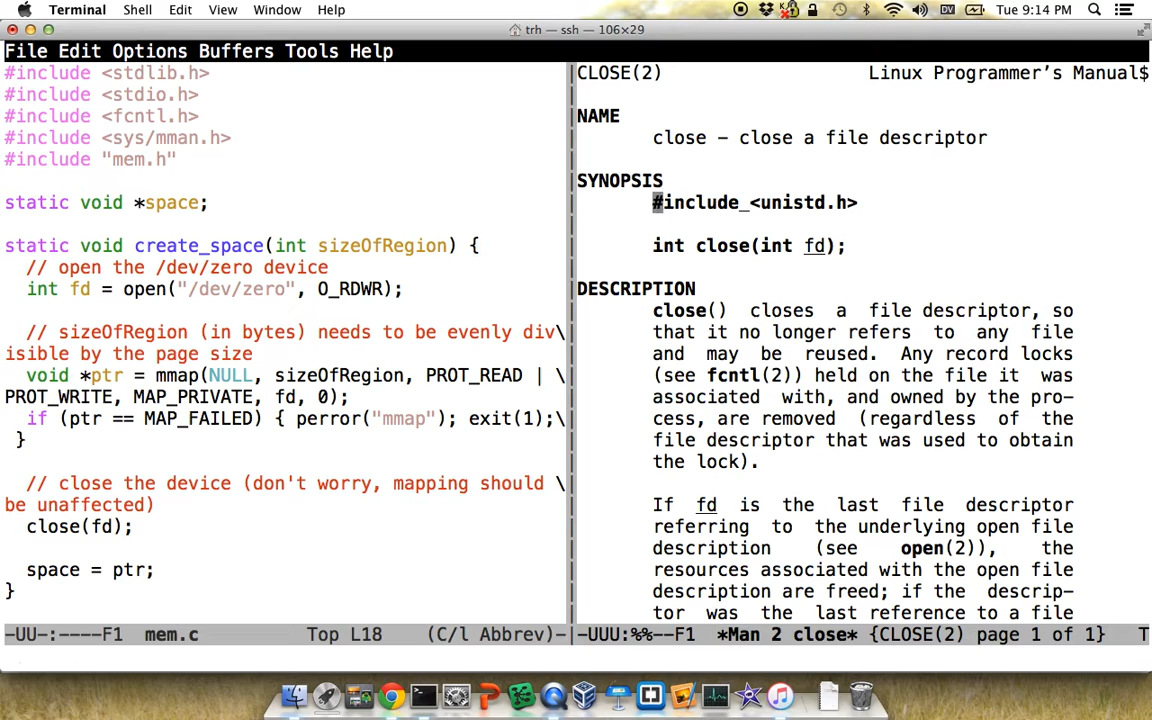 Terminal Shell Edit View Window Help
DV Tue 9:14 PM
trh — ssh — 106×29
File Edit Options Buffers Tools Help
#include <stdlib.h>
#include <stdio.h>
#include <fcntl.h>
#include <sys/mman.h>
#include "mem.h"
static void *space;
static void create_space(int sizeOfRegion) {
// open the /dev/zero device
int fd = open("/dev/zero", O_RDWR);
// sizeOfRegion (in bytes) needs to be evenly div\
isible by the page size
void *ptr = mmap(NULL, sizeOfRegion, PROT_READ | \
PROT_WRITE, MAP_PRIVATE, fd, 0);
if (ptr == MAP_FAILED) { perror("mmap"); exit(1);\
}
// close the device (don't worry, mapping should \
be unaffected)
close(fd);
space = ptr;
}
-UU-:----F1 mem.c Top L18 (C/l Abbrev)-
CLOSE(2) Linux Programmer's Manual$
NAME
close - close a file descriptor
SYNOPSIS
#include_<unistd.h>
int close(int fd);
DESCRIPTION
close() closes a file descriptor, so
that it no longer refers to any file
and may be reused. Any record locks
(see fcntl(2)) held on the file it was
associated with, and owned by the pro-
cess, are removed (regardless of the
file descriptor that was used to obtain
the lock).
If fd is the last file descriptor
referring to the underlying open file
description (see open(2)), the
resources associated with the open file
description are freed; if the descrip-
tor was the last reference to a file
-UUU:%%--F1 *Man 2 close* {CLOSE(2) page 1 of 1} T